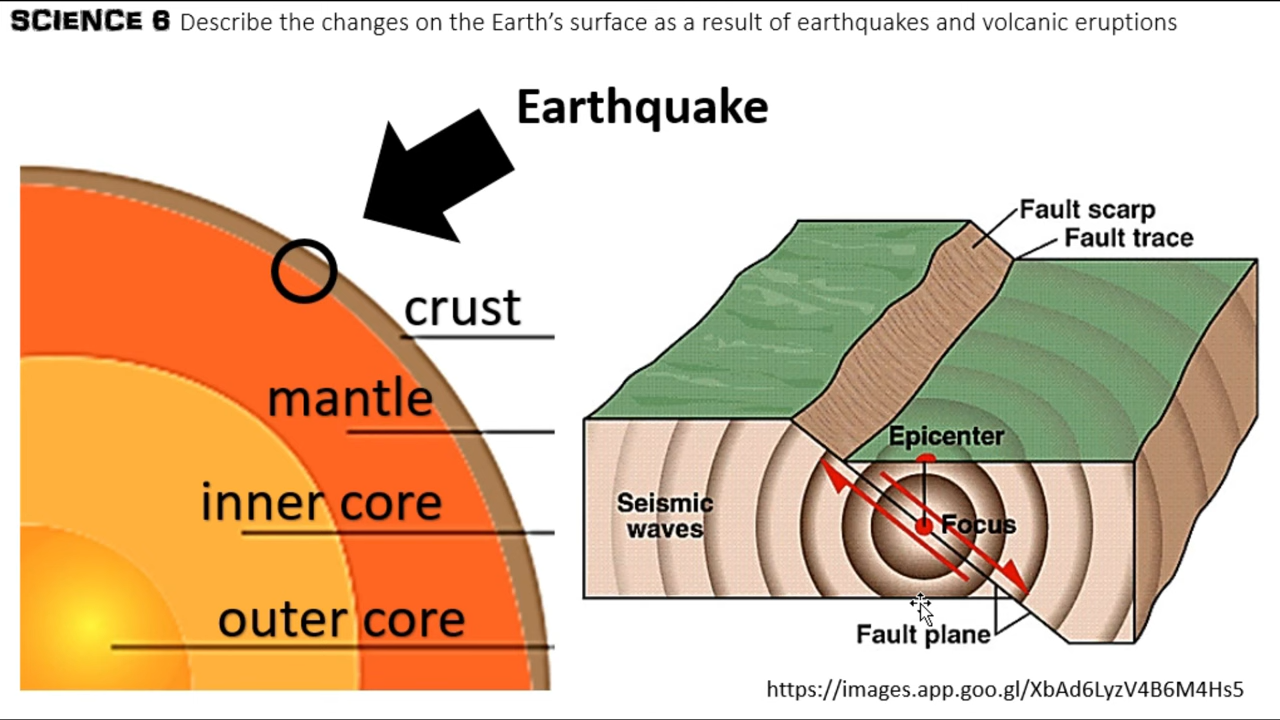 SCIENCE 6 Describe the changes on the Earth's surface as a result of earthquakes and volcanic eruptions
Earthquake
crust
mantle
inner core
outer core
Fault scarp
Fault trace
Epicenter
Seismic
waves
Focus
Fault plane
https://images.app.goo.gl/XbAd6LyzV4B6M4Hs5